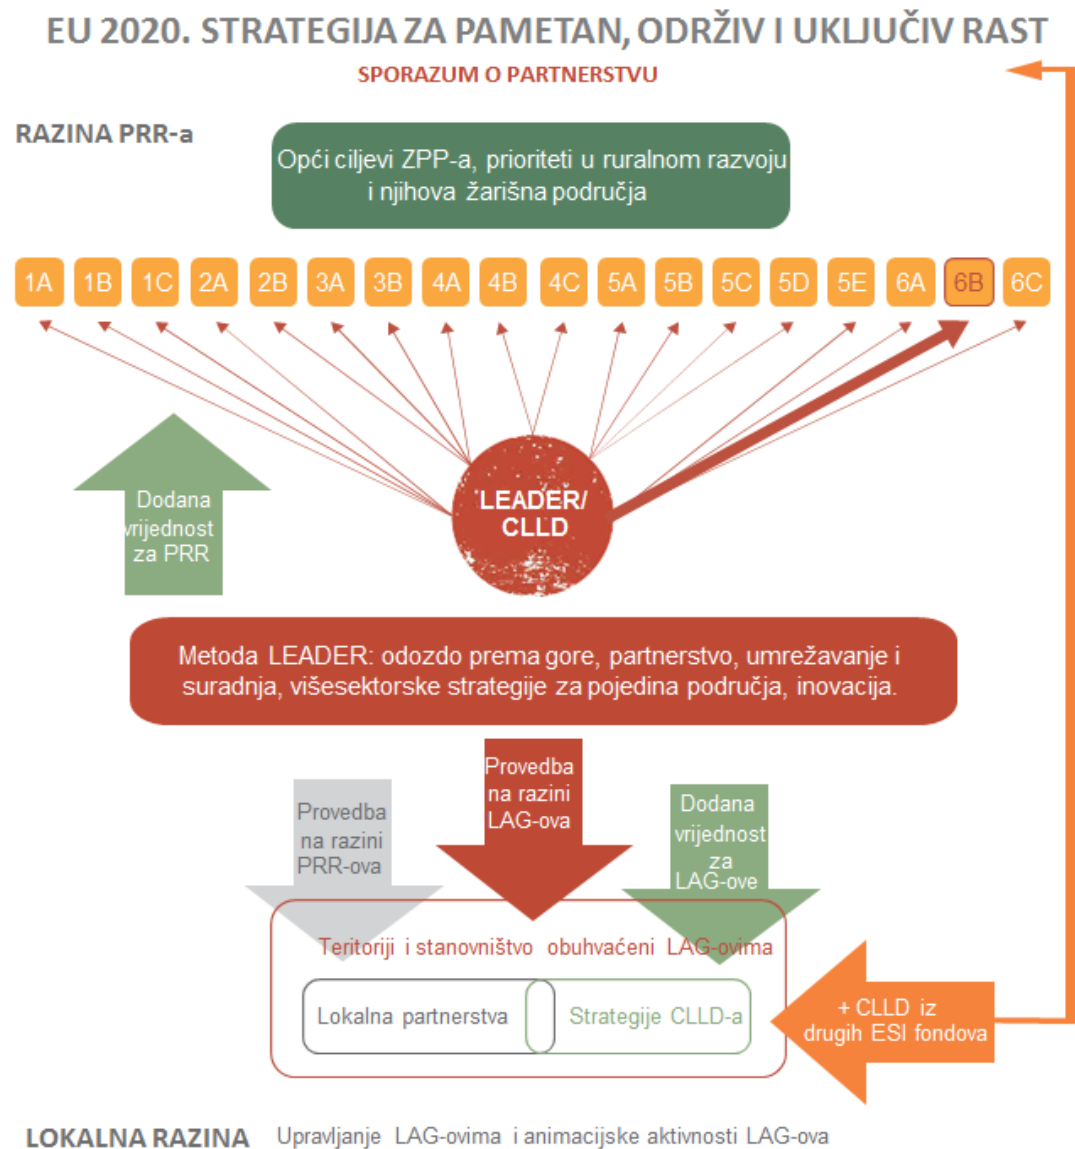 EU 2020. STRATEGIJA ZA PAMETAN, ODRŽIV I UKLJUČIV RAST
SPORAZUM O PARTNERSTVU
RAZINA PRR-a
Opći ciljevi ZPP-a, prioriteti u ruralnom razvoju
i njihova žarišna područja
1A 1B 1C 2A 2B 3A 3B 4A 4B 4C 5A 5B 5C 5D 5E 6A 6B 6C
LEADER/
CLLD
Dodana
vrijednost
za PRR
Metoda LEADER: odozdo prema gore, partnerstvo, umrežavanje i
suradnja, višesektorske strategije za pojedina područja, inovacija.
Provedba
na razini
PRR-ova
Provedba
na razini
LAG-ova
Dodana
vrijednost
za
LAG-ove
Teritoriji i stanovništvo obuhvaćeni LAG-ovima
Lokalna partnerstva
Strategije CLLD-a
+ CLLD iz
drugih ESI fondova
LOKALNA RAZINA Upravljanje LAG-ovima i animacijske aktivnosti LAG-ova